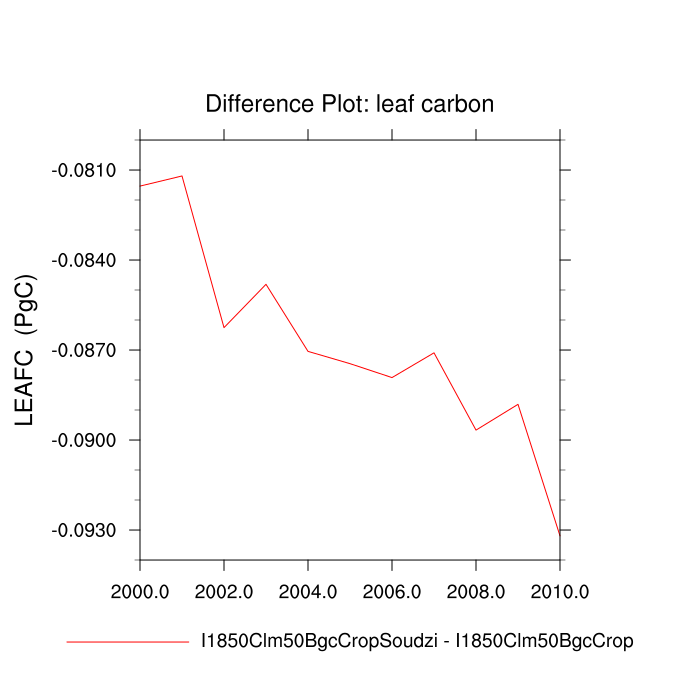 Difference Plot: leaf carbon
-0.0810
-0.0840
-0.0870
-0.0900
-0.0930
LEAFC (PgC)
2000.0 2002.0 2004.0 2006.0 2008.0 2010.0
I1850Clm50BgcCropSoudzi - I1850Clm50BgcCrop